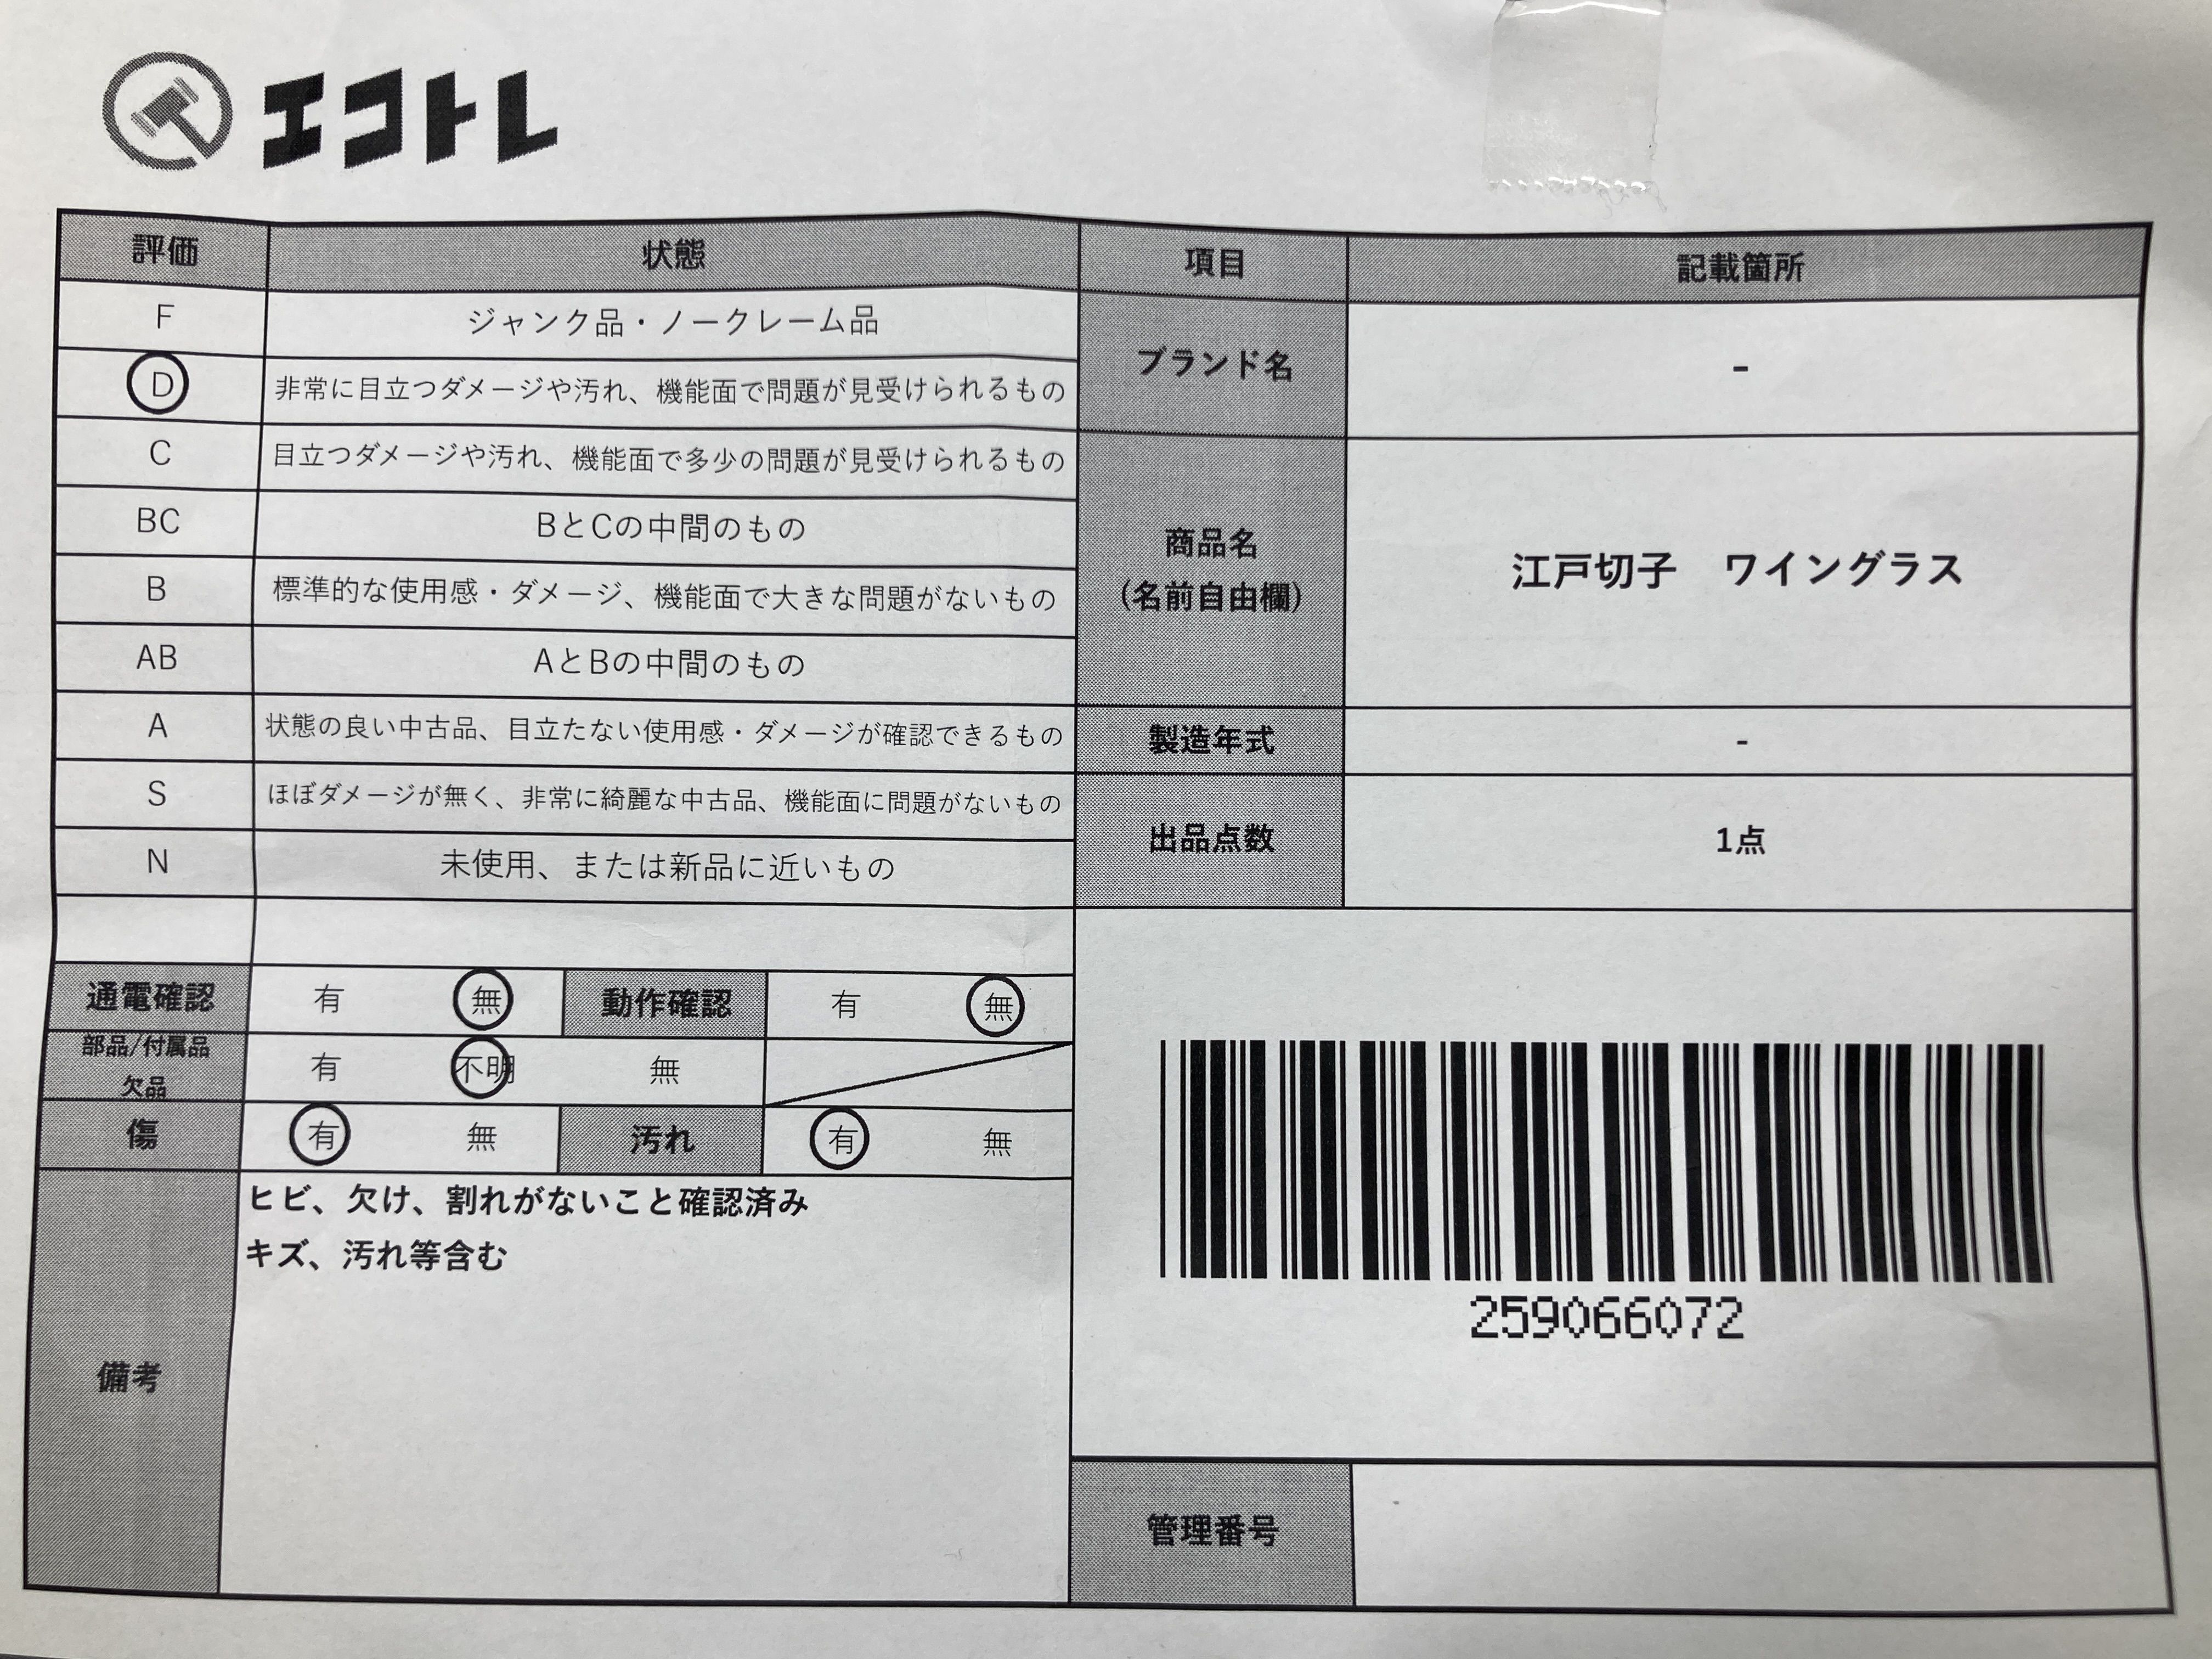 エコトレ
評価 状態
F ジャンク品・ノークレーム品
D 非常に目立つダメージや汚れ、機能面で問題が見受けられるもの
C 目立つダメージや汚れ、機能面で多少の問題が見受けられるもの
BC BとCの中間のもの
B 標準的な使用感・ダメージ、機能面で大きな問題がないもの
AB AとBの中間のもの
A 状態の良い中古品、目立たない使用感・ダメージが確認できるもの
S ほぼダメージが無く、非常に綺麗な中古品、機能面に問題がないもの
N 未使用、または新品に近いもの
通電確認 有 無 動作確認 有 無
部品/付属品
欠品
有 不明 無
傷 有 無 汚れ 有 無
備考
ヒビ、欠け、割れがないこと確認済み
キズ、汚れ等含む
項目 記載箇所
ブランド名 -
商品名
(名前自由欄)
江戸切子 ワイングラス
製造年式 -
出品点数 1点
259066072
管理番号